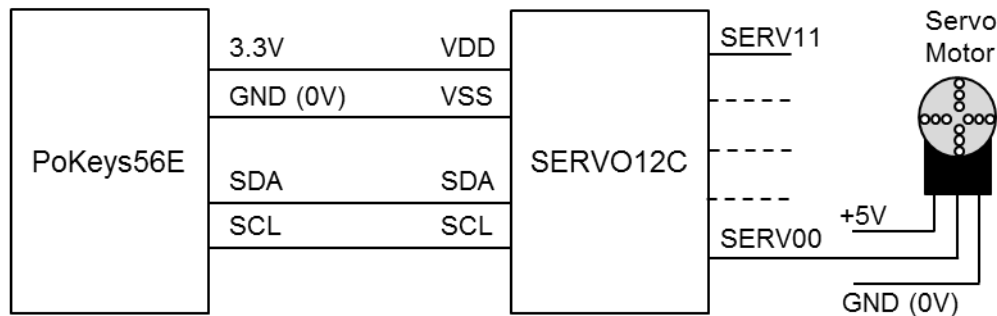 PoKeys56E
3.3V
GND (0V)
SDA
SCL
VDD
VSS
SDA
SCL
SERVO12C
SERV11
SERV00
Servo
Motor
+5V
GND (0V)